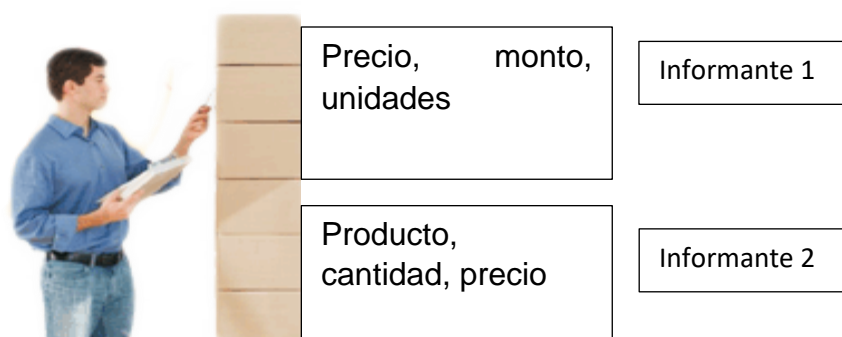 Precio, monto,
unidades
Informante 1
Producto,
cantidad, precio
Informante 2